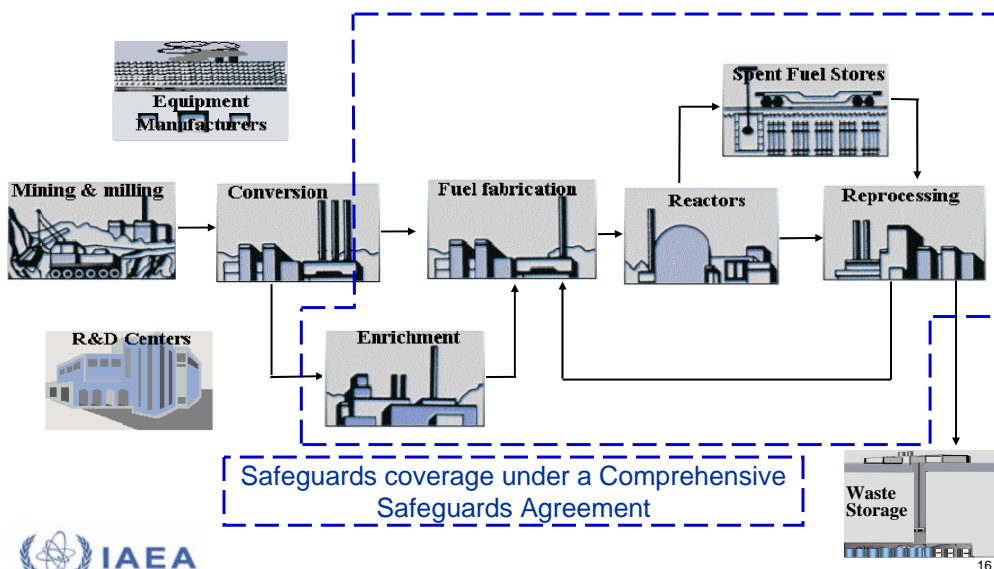 Equipment
Manufacturers
Spent Fuel Stores
Mining & milling
Conversion
Fuel fabrication
Reactors
Reprocessing
R&D Centers
Enrichment
Safeguards coverage under a Comprehensive
Safeguards Agreement
Waste
Storage
IAEA
16